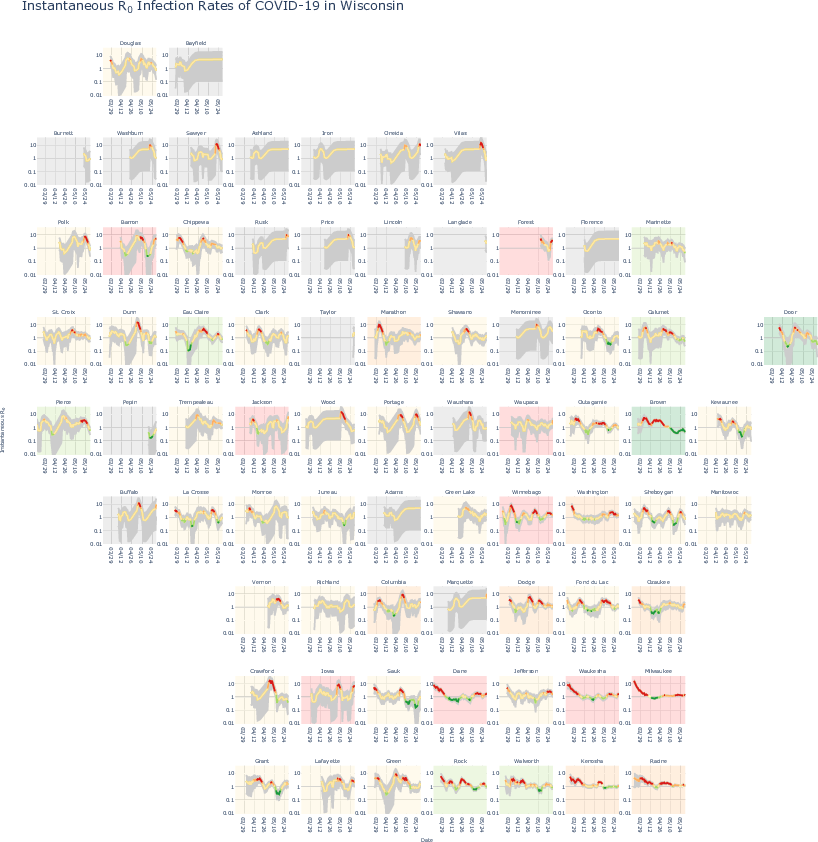 Instantaneous R0 Infection Rates of COVID-19 in Wisconsin
Douglas Bayfield
Burnett Washburn Sawyer Ashland Iron Oneida Vilas
Polk Barron Chippewa Rusk Price Lincoln Langlade Forest Florence Marinette
St. Croix Dunn Eau Claire Clark Taylor Marathon Shawano Menominee Oconto Calumet Door
Pierce Pepin Trempealeau Jackson Wood Portage Waushara Waupaca Outagamie Brown Kewaunee
Buffalo La Crosse Monroe Juneau Adams Green Lake Winnebago Washington Sheboygan Manitowoc
Vernon Richland Columbia Marquette Dodge Fond du Lac Ozaukee
Crawford Iowa Sauk Dane Jefferson Waukesha Milwaukee
Grant Lafayette Green Rock Walworth Kenosha Racine
10
1
0.1
0.01
03/29 04/12 04/26 05/10 05/24
Instantaneous R0
Date